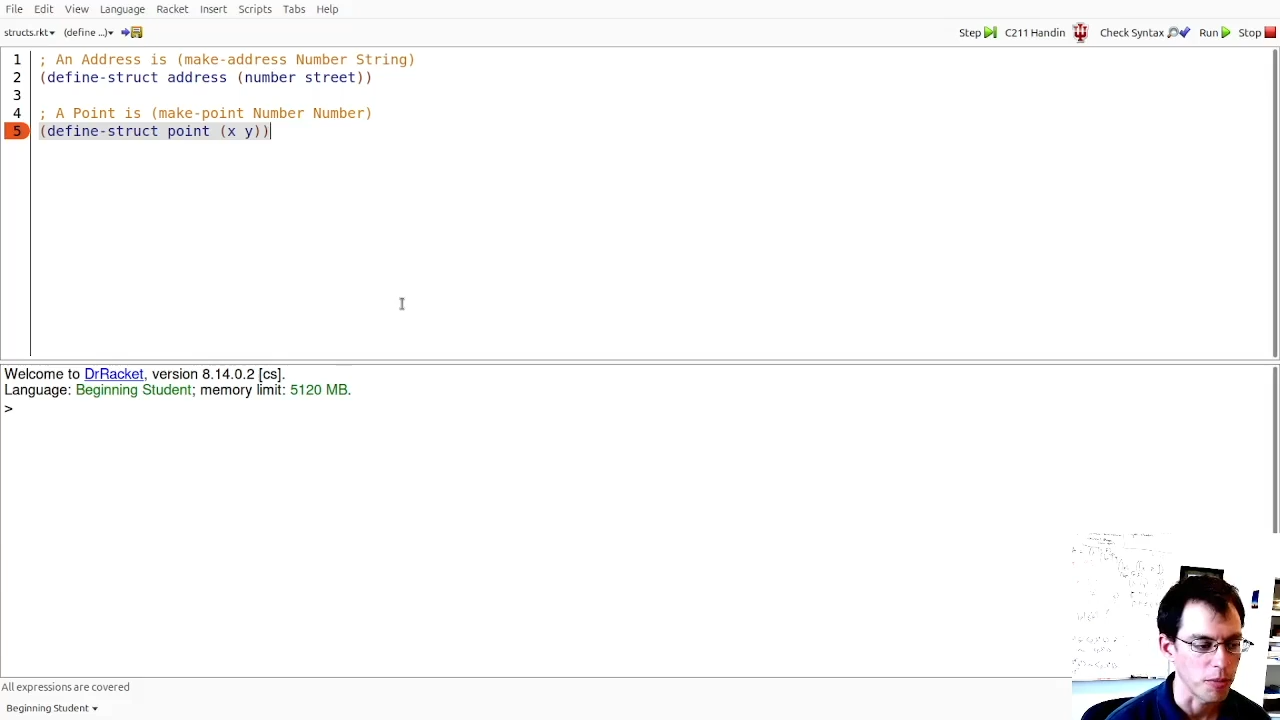 File Edit View Language Racket Insert Scripts Tabs Help
structs.rkt▾ (define ...)▾ Step C211 Handin Check Syntax Run Stop
1 ; An Address is (make-address Number String)
2 (define-struct address (number street))
3
4 ; A Point is (make-point Number Number)
5 (define-struct point (x y))
Welcome to DrRacket, version 8.14.0.2 [cs].
Language: Beginning Student; memory limit: 5120 MB.
>
All expressions are covered
Beginning Student ▾